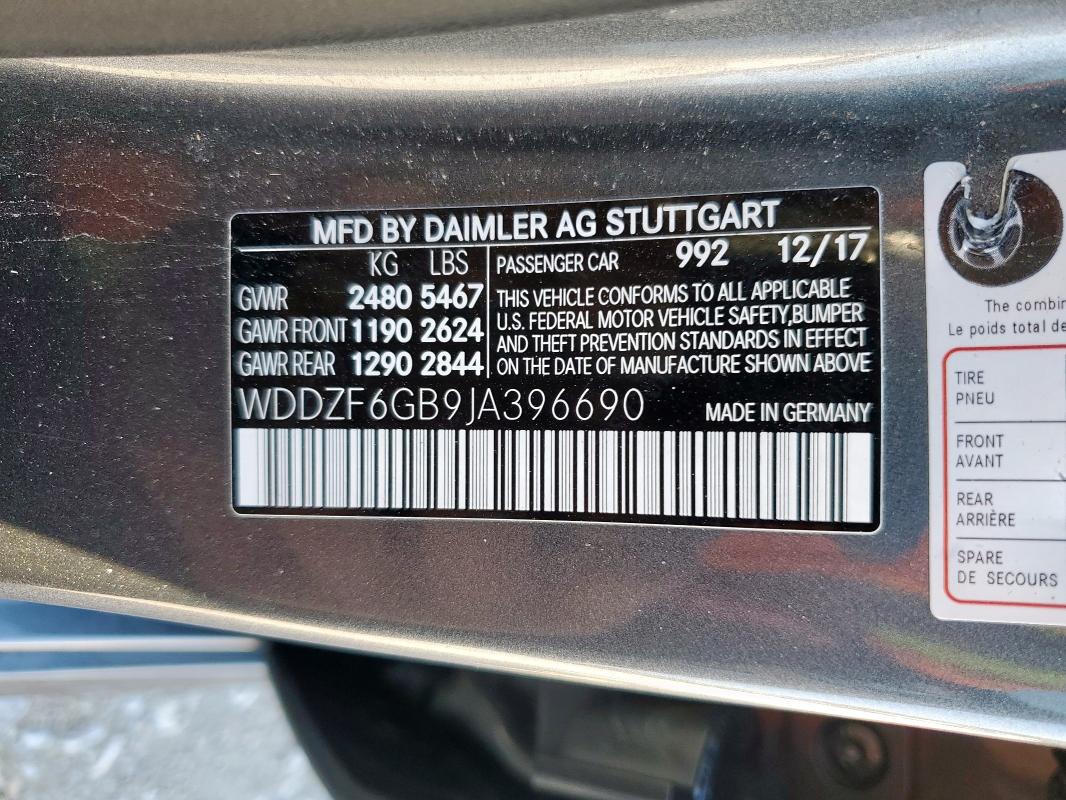 MFD BY DAIMLER AG STUTTGART
KG LBS
GVWR 2480 5467
GAWR FRONT 1190 2624
GAWR REAR 1290 2844
PASSENGER CAR 992 12/17
THIS VEHICLE CONFORMS TO ALL APPLICABLE
U.S. FEDERAL MOTOR VEHICLE SAFETY,BUMPER
AND THEFT PREVENTION STANDARDS IN EFFECT
ON THE DATE OF MANUFACTURE SHOWN ABOVE
WDDZF6GB9JA396690 MADE IN GERMANY
The combin
Le poids total de
TIRE
PNEU
FRONT
AVANT
REAR
ARRIÈRE
SPARE
DE SECOURS